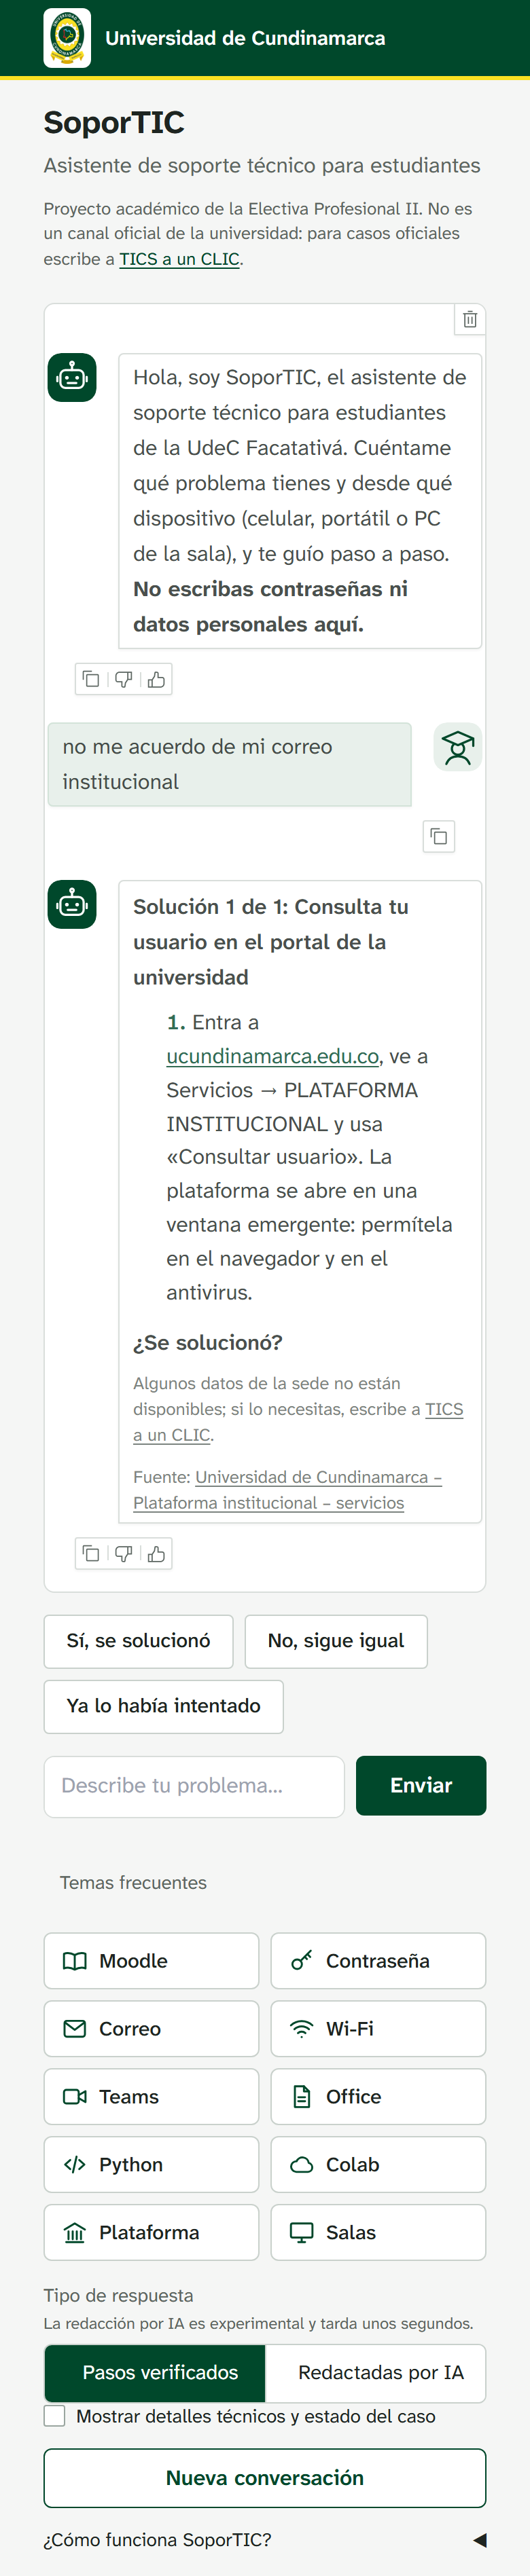 Universidad de Cundinamarca
SoporTIC
Asistente de soporte técnico para estudiantes
Proyecto académico de la Electiva Profesional II. No es
un canal oficial de la universidad: para casos oficiales
escribe a TICS a un CLIC.
Hola, soy SoporTIC, el asistente de
soporte técnico para estudiantes
de la UdeC Facatativá. Cuéntame
qué problema tienes y desde qué
dispositivo (celular, portátil o PC
de la sala), y te guío paso a paso.
No escribas contraseñas ni
datos personales aquí.
no me acuerdo de mi correo
institucional
Solución 1 de 1: Consulta tu
usuario en el portal de la
universidad
1. Entra a
ucundinamarca.edu.co, ve a
Servicios → PLATAFORMA
INSTITUCIONAL y usa
«Consultar usuario». La
plataforma se abre en una
ventana emergente: permítela
en el navegador y en el
antivirus.
¿Se solucionó?
Algunos datos de la sede no están
disponibles; si lo necesitas, escribe a TICS
a un CLIC.
Fuente: Universidad de Cundinamarca –
Plataforma institucional – servicios
Sí, se solucionó
No, sigue igual
Ya lo había intentado
Describe tu problema...
Enviar
Temas frecuentes
Moodle
Contraseña
Correo
Wi-Fi
Teams
Office
Python
Colab
Plataforma
Salas
Tipo de respuesta
La redacción por IA es experimental y tarda unos segundos.
Pasos verificados
Redactadas por IA
Mostrar detalles técnicos y estado del caso
Nueva conversación
¿Cómo funciona SoporTIC?